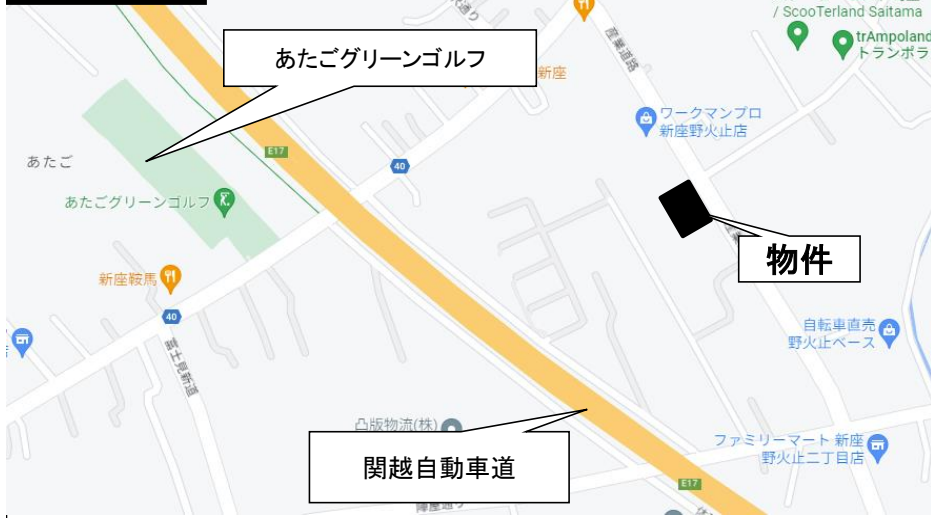 / ScooTerland Saitama
trAmpoland
トランポラ
産業道路
あたごグリーンゴルフ
新座
ワークマンプロ
新座野火止店
E17
40
あたご
あたごグリーンゴルフ
物件
新座鞍馬
40
富士見新道
自転車直売
野火止ベース
凸版物流(株)
関越自動車道
ファミリーマート 新座
野火止二丁目店
E17
陣屋通り